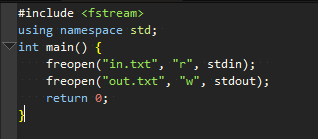 #include <fstream>
using namespace std;
int main() {
    freopen("in.txt", "r", stdin);
    freopen("out.txt", "w", stdout);
    return 0;
}